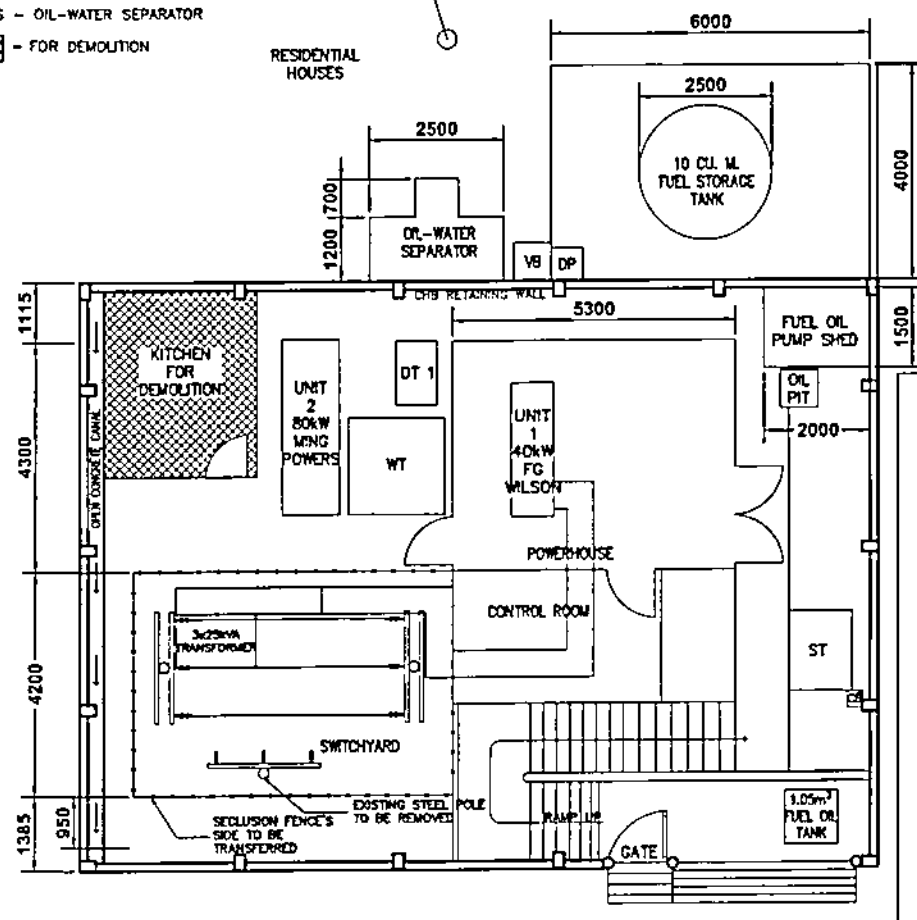 S - OIL-WATER SEPARATOR
- FOR DEMOLITION
RESIDENTIAL
HOUSES
6000
2500
2500
10 CU. M.
FUEL STORAGE
TANK
4000
700
1200
OIL-WATER
SEPARATOR
VB
DP
CHB RETAINING WALL
1115
5300
1500
FUEL OIL
PUMP SHED
KITCHEN
FOR
DEMOLITION
DT 1
OIL
PIT
UNIT
2
80kW
MING
POWERS
UNIT
1
40kW
FG
WILSON
2000
4300
WT
OPEN CONCRETE CANAL
POWERHOUSE
CONTROL ROOM
3x25kVA
TRANSFORMER
ST
4200
SWITCHYARD
EXISTING STEEL POLE
TO BE REMOVED
SECLUSION FENCE'S
SIDE TO BE
TRANSFERRED
RAMP UP
1.05m³
FUEL OIL
TANK
1385
950
GATE